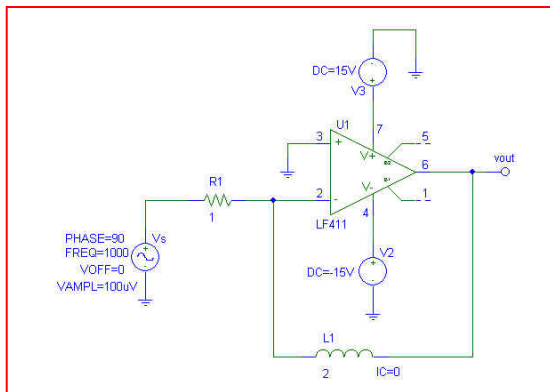 DC=15V
V3
U1
7
5
3
+
V+
6
vout
R1
2
-
V-
1
1
LF411
4
PHASE=90
Vs
FREQ=1000
VOFF=0
VAMPL=100uV
V2
DC=-15V
L1
2
IC=0